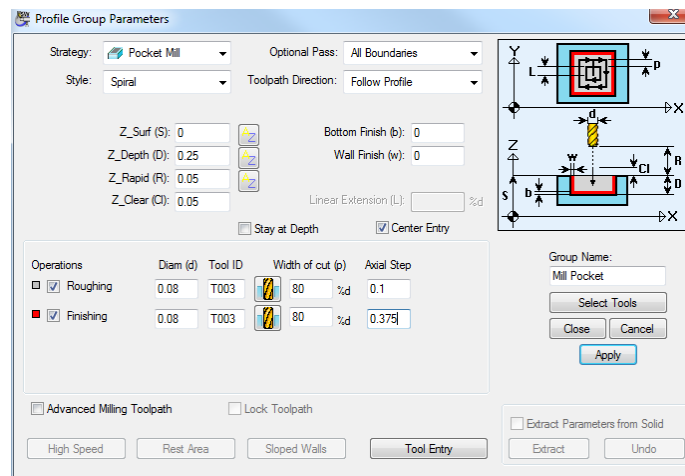 Profile Group Parameters
Strategy: Pocket Mill Optional Pass: All Boundaries
Style: Spiral Toolpath Direction: Follow Profile
Z_Surf (S): 0 Bottom Finish (b): 0
Z_Depth (D): 0.25 Wall Finish (w): 0
Z_Rapid (R): 0.05
Z_Clear (Cl): 0.05 Linear Extension (L): %d
Stay at Depth Center Entry
Y
L
p
X
d
Z
w
R
Cl
S
b
D
X
Operations Diam (d) Tool ID Width of cut (p) Axial Step
Roughing 0.08 T003 80 %d 0.1
Finishing 0.08 T003 80 %d 0.375
Group Name:
Mill Pocket
Select Tools
Close Cancel
Apply
Advanced Milling Toolpath Lock Toolpath
Extract Parameters from Solid
High Speed Rest Area Sloped Walls Tool Entry Extract Undo